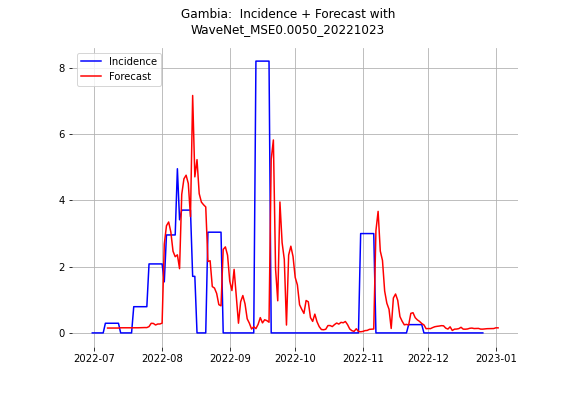 Gambia:  Incidence + Forecast with
WaveNet_MSE0.0050_20221023
Incidence
Forecast
8
6
4
2
0
2022-07 2022-08 2022-09 2022-10 2022-11 2022-12 2023-01